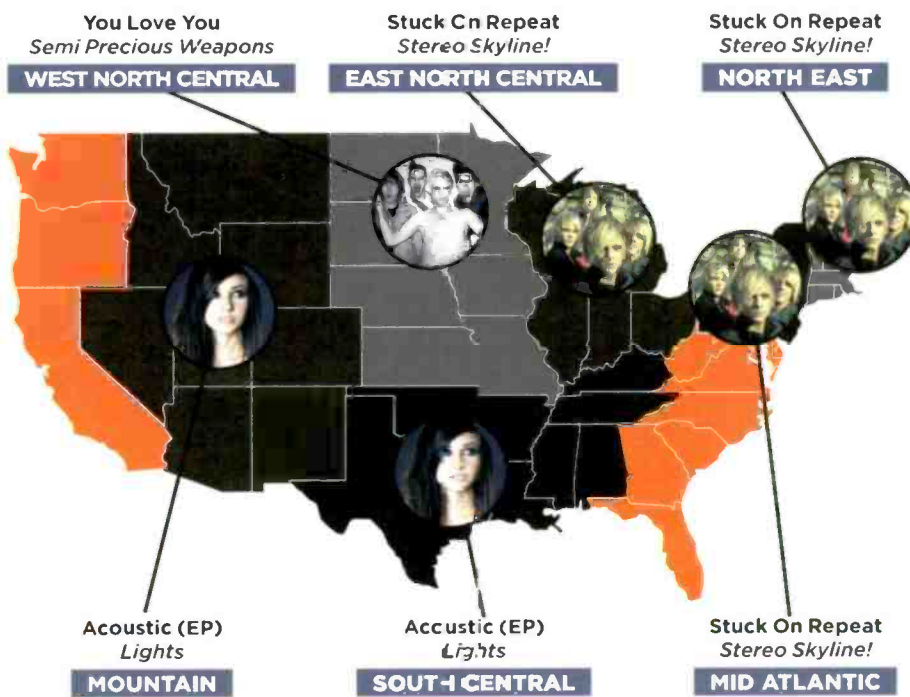 You Love You
Semi Precious Weapons
WEST NORTH CENTRAL
Stuck Cn Repeat
Stereo Skyline!
EAST NORTH CENTRAL
Stuck On Repeat
Stereo Skyline!
NORTH EAST
Acoustic (EP)
Lights
MOUNTAIN
Accustic (EP)
Lights
SOUTH CENTRAL
Stuck On Repeat
Stereo Skyline!
MID ATLANTIC